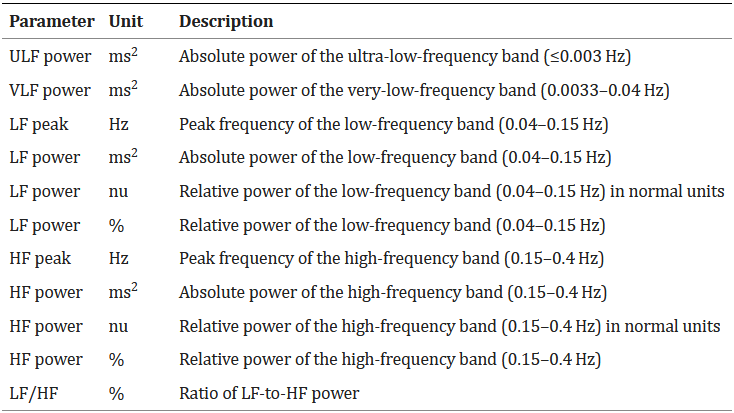 Parameter Unit Description
ULF power ms² Absolute power of the ultra-low-frequency band (≤0.003 Hz)
VLF power ms² Absolute power of the very-low-frequency band (0.0033–0.04 Hz)
LF peak Hz Peak frequency of the low-frequency band (0.04–0.15 Hz)
LF power ms² Absolute power of the low-frequency band (0.04–0.15 Hz)
LF power nu Relative power of the low-frequency band (0.04–0.15 Hz) in normal units
LF power % Relative power of the low-frequency band (0.04–0.15 Hz)
HF peak Hz Peak frequency of the high-frequency band (0.15–0.4 Hz)
HF power ms² Absolute power of the high-frequency band (0.15–0.4 Hz)
HF power nu Relative power of the high-frequency band (0.15–0.4 Hz) in normal units
HF power % Relative power of the high-frequency band (0.15–0.4 Hz)
LF/HF % Ratio of LF-to-HF power